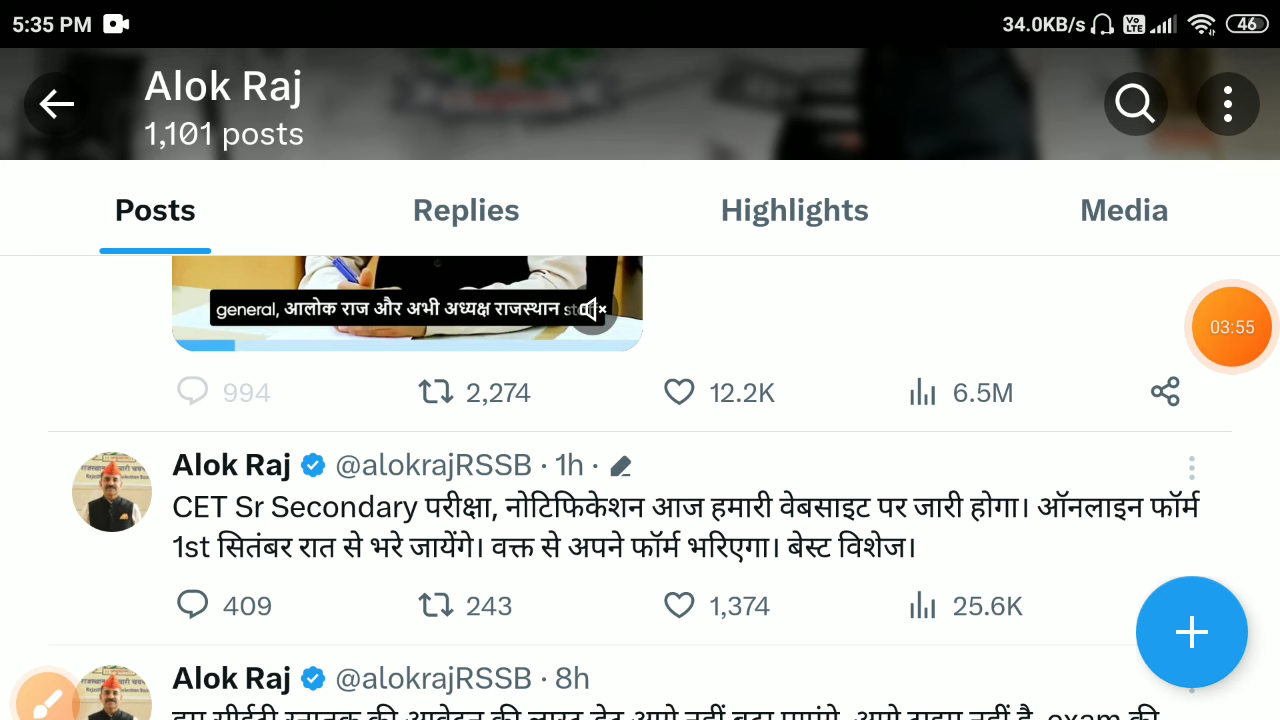 5:35 PM 34.0KB/s Vo LTE 46
Alok Raj
1,101 posts
Posts Replies Highlights Media
general, आलोक राज और अभी अध्यक्ष राजस्थान
03:55
994 2,274 12.2K 6.5M
Alok Raj @alokrajRSSB · 1h ·
CET Sr Secondary परीक्षा, नोटिफिकेशन आज हमारी वेबसाइट पर जारी होगा। ऑनलाइन फॉर्म
1st सितंबर रात से भरे जायेंगे। वक्त से अपने फॉर्म भरिएगा। बेस्ट विशेज।
409 243 1,374 25.6K
Alok Raj @alokrajRSSB · 8h